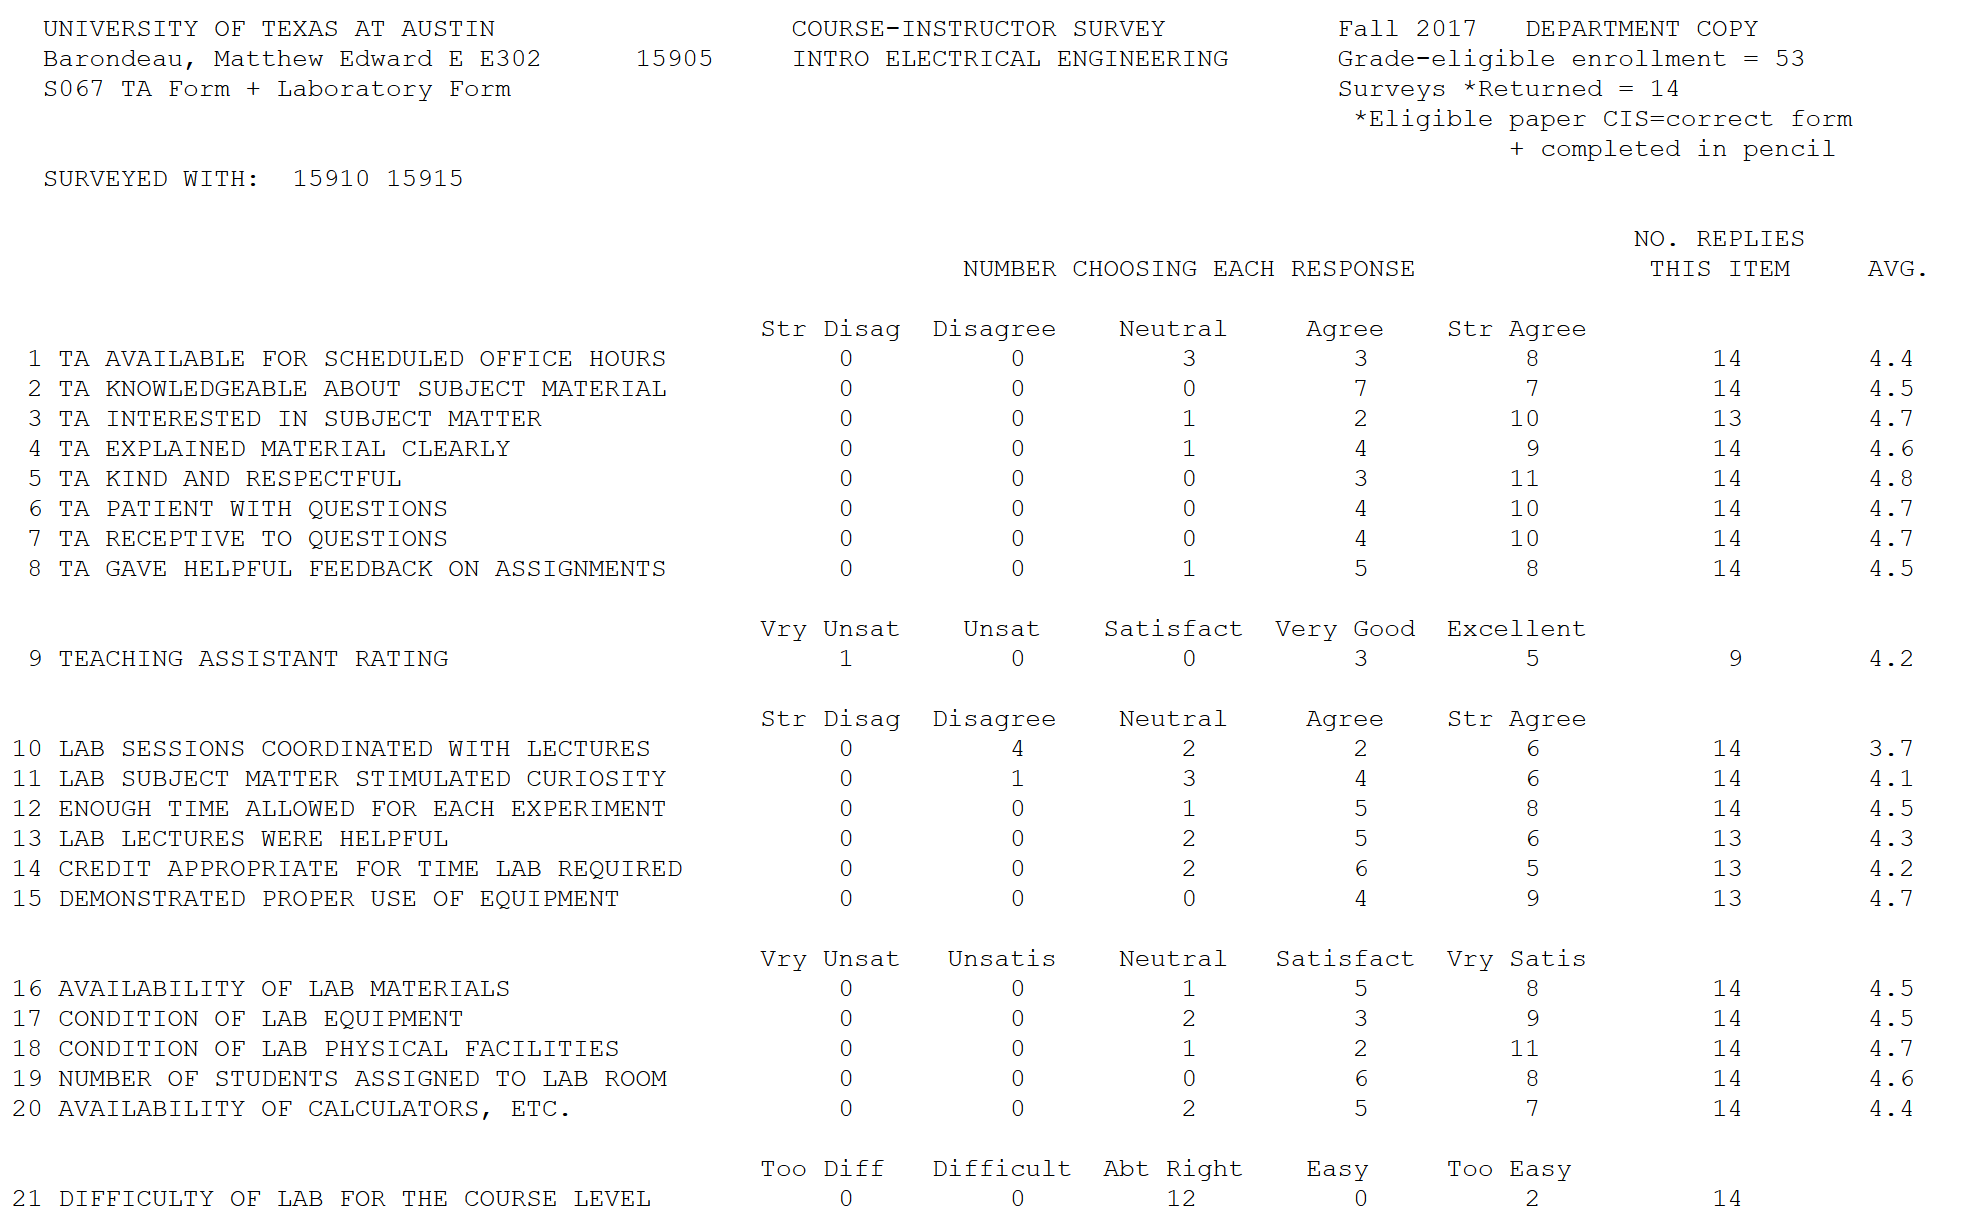 UNIVERSITY OF TEXAS AT AUSTIN COURSE-INSTRUCTOR SURVEY Fall 2017 DEPARTMENT COPY
Barondeau, Matthew Edward E E302 15905 INTRO ELECTRICAL ENGINEERING Grade-eligible enrollment = 53
S067 TA Form + Laboratory Form Surveys *Returned = 14
*Eligible paper CIS=correct form
+ completed in pencil
SURVEYED WITH: 15910 15915
NO. REPLIES
NUMBER CHOOSING EACH RESPONSE THIS ITEM AVG.
Str Disag Disagree Neutral Agree Str Agree
1 TA AVAILABLE FOR SCHEDULED OFFICE HOURS 0 0 3 3 8 14 4.4
2 TA KNOWLEDGEABLE ABOUT SUBJECT MATERIAL 0 0 0 7 7 14 4.5
3 TA INTERESTED IN SUBJECT MATTER 0 0 1 2 10 13 4.7
4 TA EXPLAINED MATERIAL CLEARLY 0 0 1 4 9 14 4.6
5 TA KIND AND RESPECTFUL 0 0 0 3 11 14 4.8
6 TA PATIENT WITH QUESTIONS 0 0 0 4 10 14 4.7
7 TA RECEPTIVE TO QUESTIONS 0 0 0 4 10 14 4.7
8 TA GAVE HELPFUL FEEDBACK ON ASSIGNMENTS 0 0 1 5 8 14 4.5
Vry Unsat Unsat Satisfact Very Good Excellent
9 TEACHING ASSISTANT RATING 1 0 0 3 5 9 4.2
Str Disag Disagree Neutral Agree Str Agree
10 LAB SESSIONS COORDINATED WITH LECTURES 0 4 2 2 6 14 3.7
11 LAB SUBJECT MATTER STIMULATED CURIOSITY 0 1 3 4 6 14 4.1
12 ENOUGH TIME ALLOWED FOR EACH EXPERIMENT 0 0 1 5 8 14 4.5
13 LAB LECTURES WERE HELPFUL 0 0 2 5 6 13 4.3
14 CREDIT APPROPRIATE FOR TIME LAB REQUIRED 0 0 2 6 5 13 4.2
15 DEMONSTRATED PROPER USE OF EQUIPMENT 0 0 0 4 9 13 4.7
Vry Unsat Unsatis Neutral Satisfact Vry Satis
16 AVAILABILITY OF LAB MATERIALS 0 0 1 5 8 14 4.5
17 CONDITION OF LAB EQUIPMENT 0 0 2 3 9 14 4.5
18 CONDITION OF LAB PHYSICAL FACILITIES 0 0 1 2 11 14 4.7
19 NUMBER OF STUDENTS ASSIGNED TO LAB ROOM 0 0 0 6 8 14 4.6
20 AVAILABILITY OF CALCULATORS, ETC. 0 0 2 5 7 14 4.4
Too Diff Difficult Abt Right Easy Too Easy
21 DIFFICULTY OF LAB FOR THE COURSE LEVEL 0 0 12 0 2 14